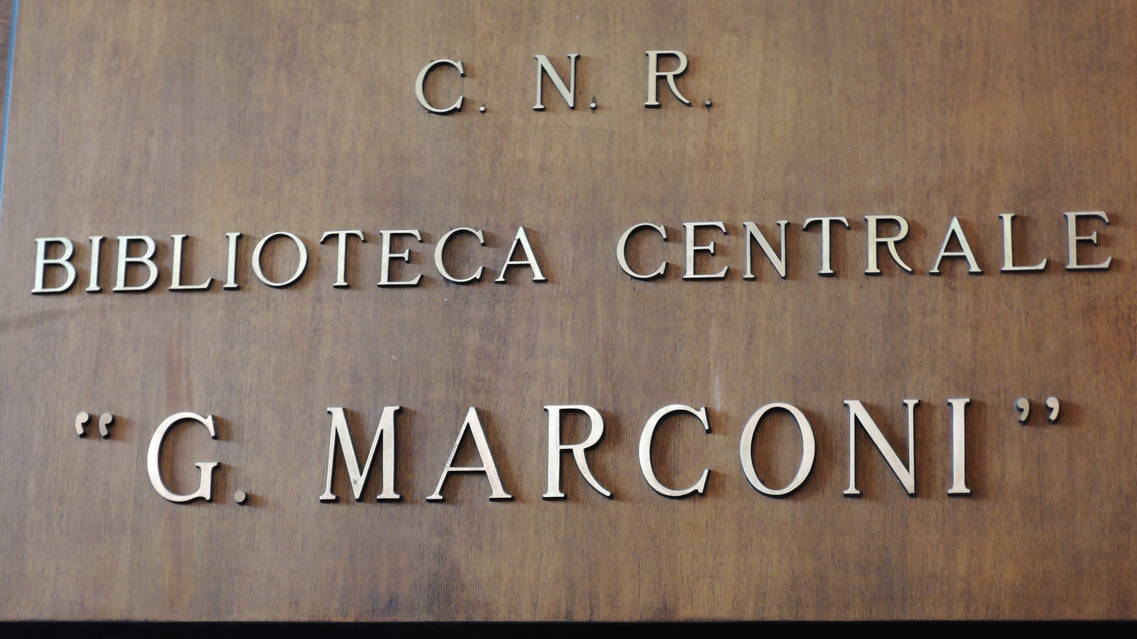 C. N. R.
BIBLIOTECA CENTRALE
“G. MARCONI”